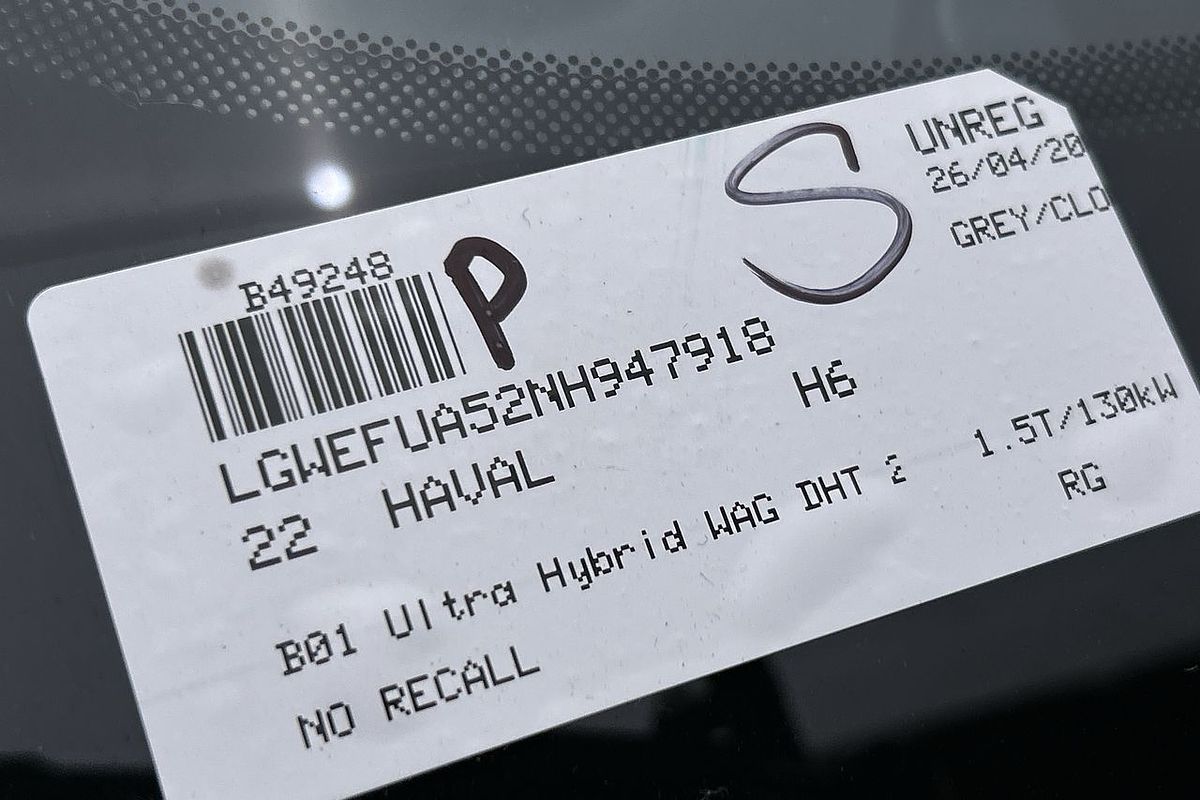 UNREG
26/04/20
GREY/CLO
S
B49248
P
LGWEFUA52NH947918
22 HAVAL H6
B01 Ultra Hybrid WAG DHT 2 1.5T/130kW
NO RECALL RG